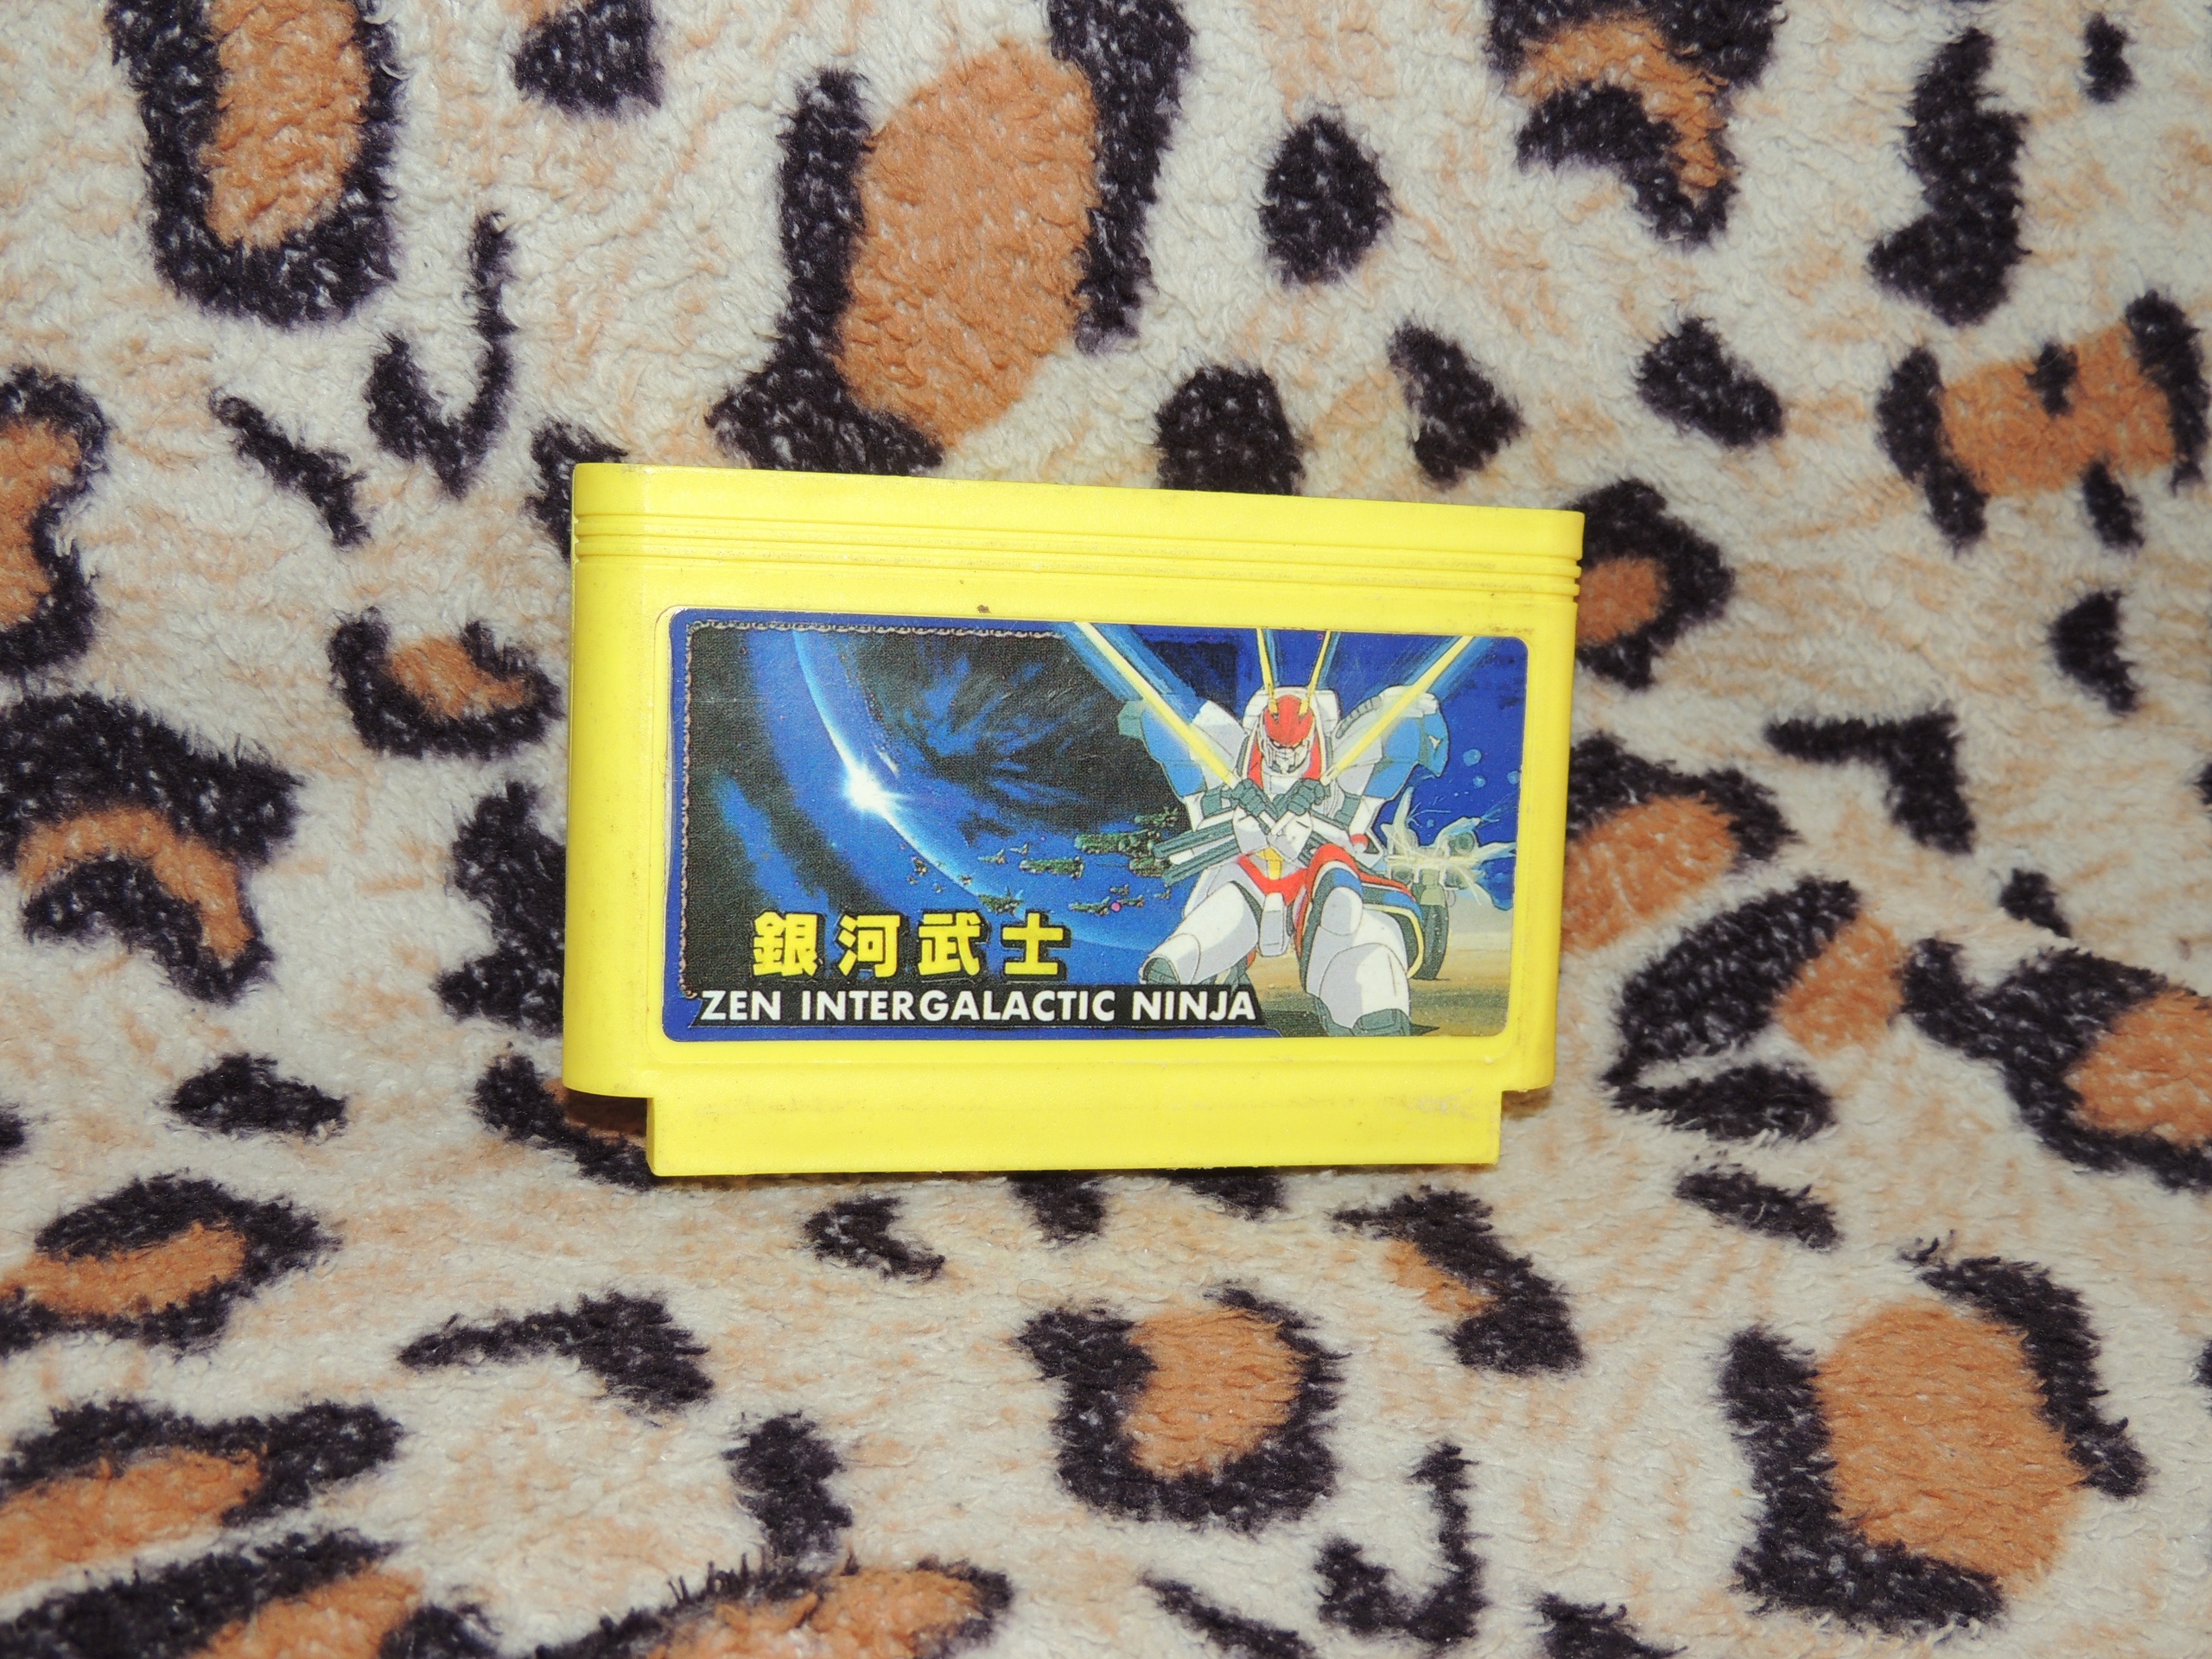 銀河武士
ZEN INTERGALACTIC NINJA